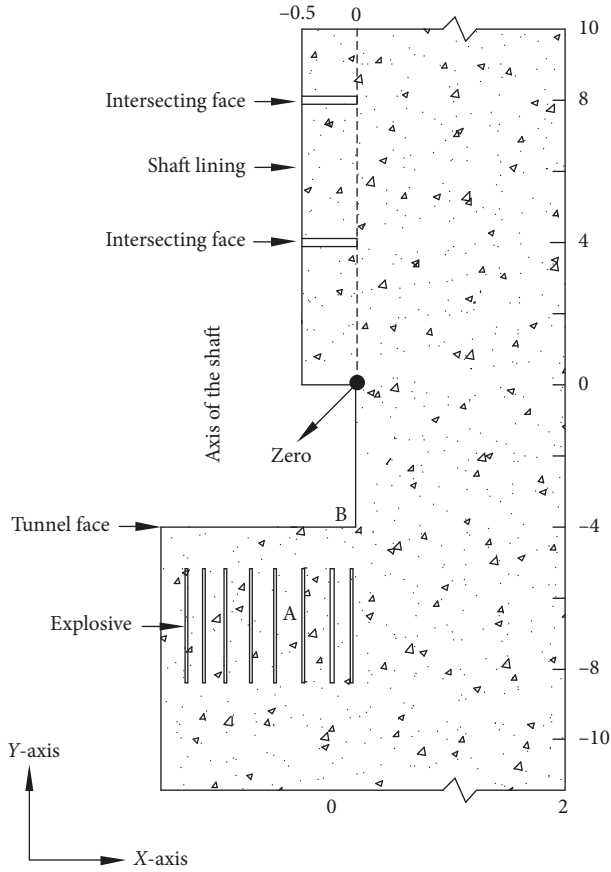 –0.5 0
10
Intersecting face
8
Shaft lining
Intersecting face
4
Axis of the shaft
0
Zero
–2
B
Tunnel face
–4
A
Explosive
–8
–10
Y-axis
0
2
X-axis